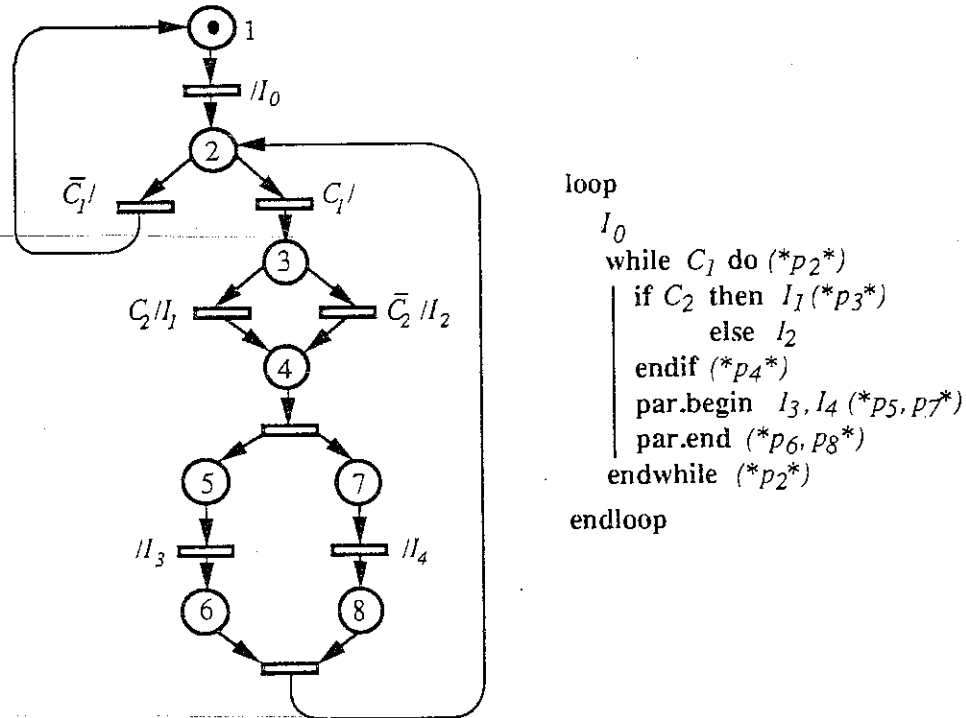 1
/I₀
2
C̅₁/ C₁/
3
C₂/I₁ C̅₂/I₂
4
5 7
/I₃ /I₄
6 8
loop
I₀
while C₁ do (*p₂*)
if C₂ then I₁(*p₃*)
else I₂
endif (*p₄*)
par.begin I₃, I₄ (*p₅, p₇*)
par.end (*p₆, p₈*)
endwhile (*p₂*)
endloop